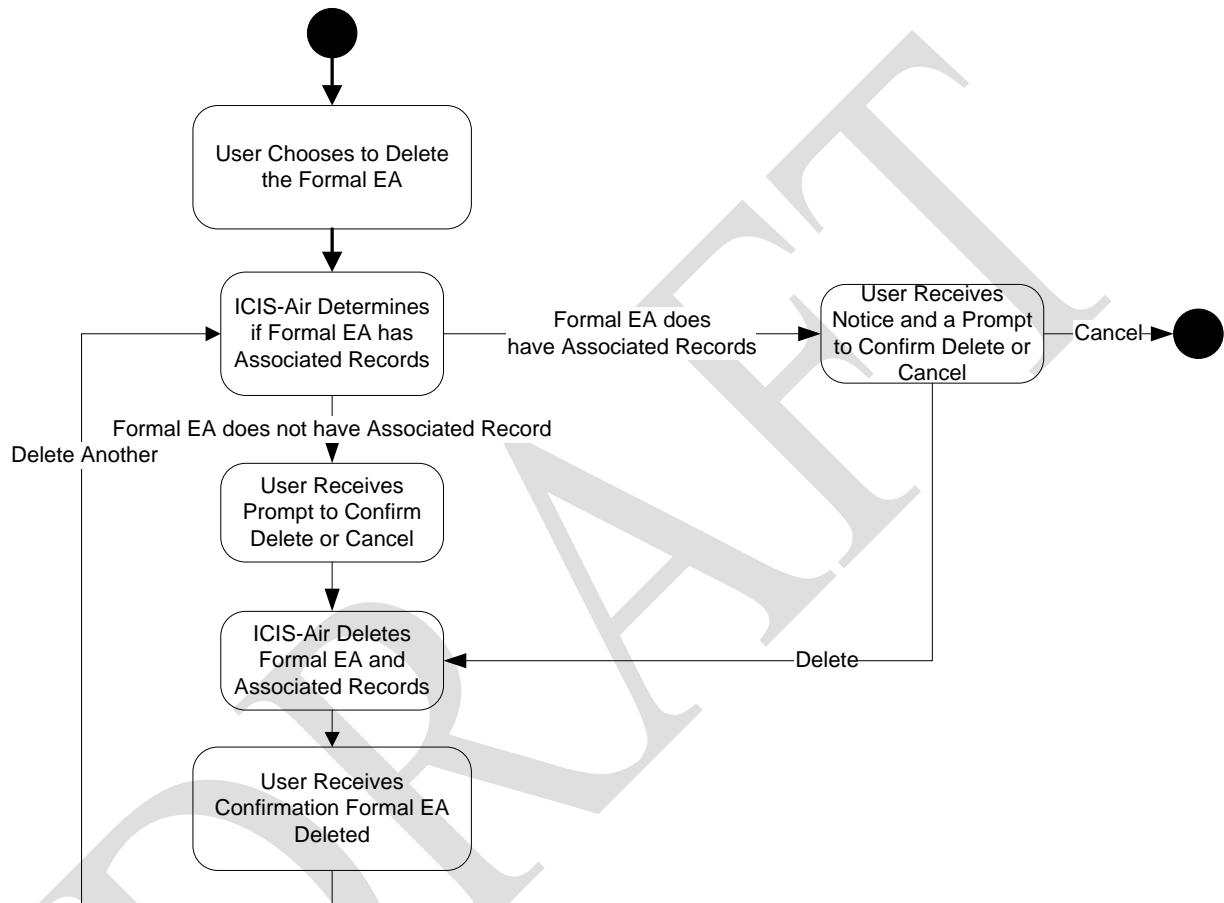 User Chooses to Delete
the Formal EA
ICIS-Air Determines
if Formal EA has
Associated Records
Formal EA does
have Associated Records
User Receives
Notice and a Prompt
to Confirm Delete or
Cancel
Cancel
Formal EA does not have Associated Record
Delete Another
User Receives
Prompt to Confirm
Delete or Cancel
ICIS-Air Deletes
Formal EA and
Associated Records
Delete
User Receives
Confirmation Formal EA
Deleted
DRAFT